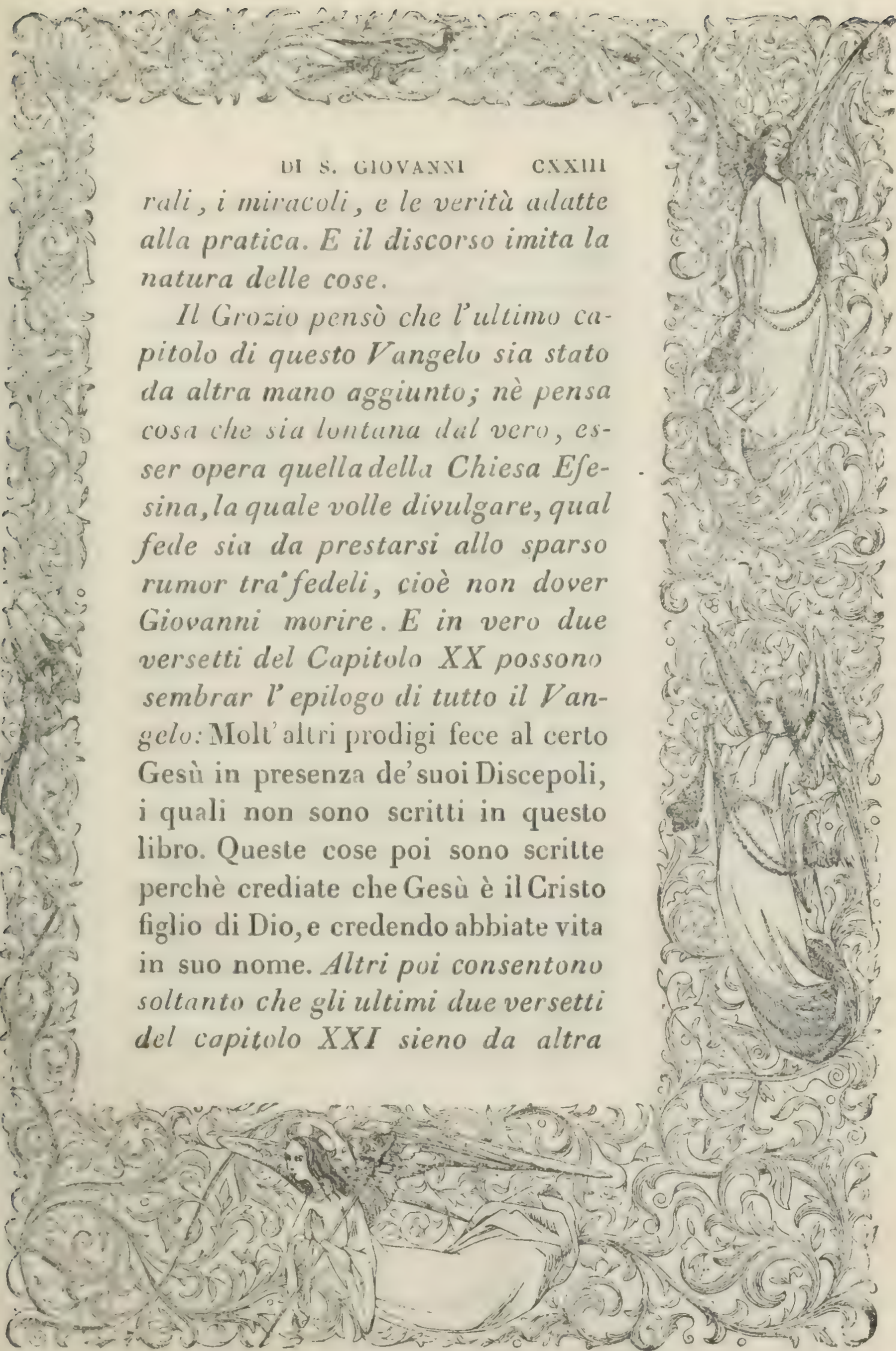 DI S. GIOVANNI CXXIII
rali, i miracoli, e le verità adatte
alla pratica. E il discorso imita la
natura delle cose.
Il Grozio pensò che l'ultimo ca-
pitolo di questo Vangelo sia stato
da altra mano aggiunto; nè pensa
cosa che sia lontana dal vero, es-
ser opera quella della Chiesa Efe-
sina, la quale volle divulgare, qual
fede sia da prestarsi allo sparso
rumor tra' fedeli, cioè non dover
Giovanni morire. E in vero due
versetti del Capitolo XX possono
sembrar l'epilogo di tutto il Van-
gelo: Molt' altri prodigi fece al certo
Gesù in presenza de' suoi Discepoli,
i quali non sono scritti in questo
libro. Queste cose poi sono scritte
perchè crediate che Gesù è il Cristo
figlio di Dio, e credendo abbiate vita
in suo nome. Altri poi consentono
soltanto che gli ultimi due versetti
del capitolo XXI sieno da altra